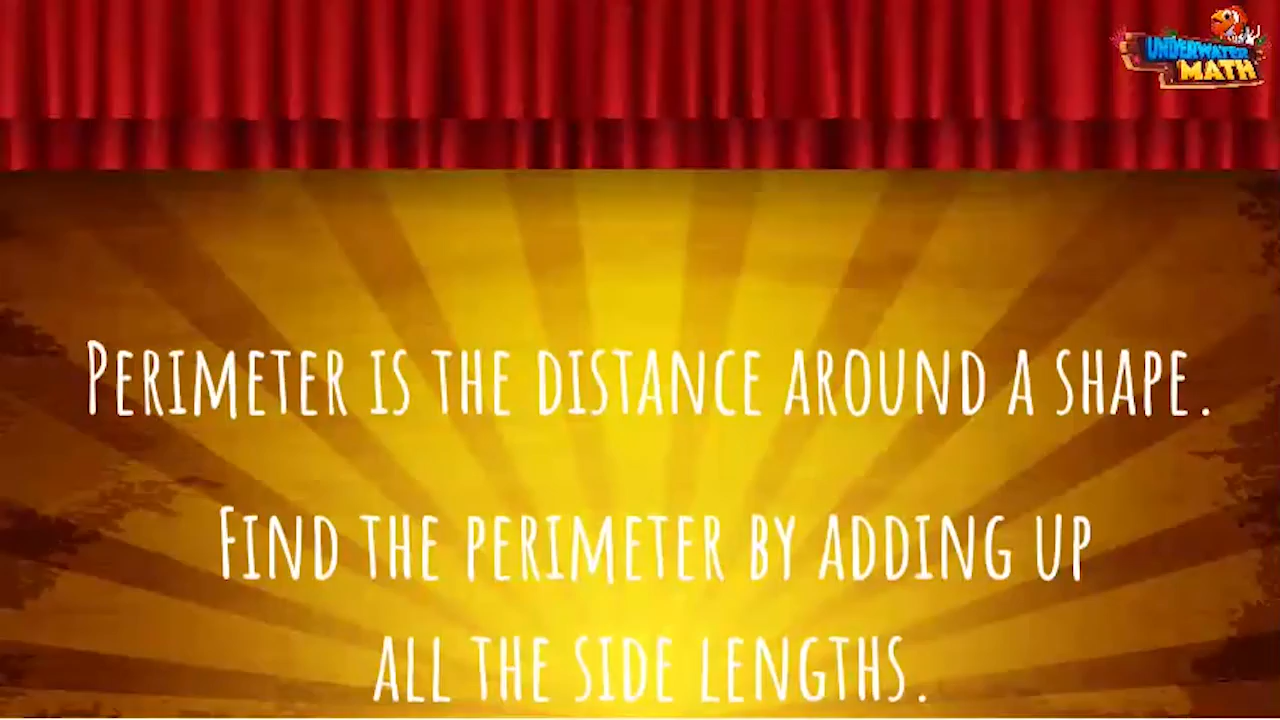 UNDERWATER
MATH
Perimeter is the distance around a shape.
Find the perimeter by adding up
all the side lengths.